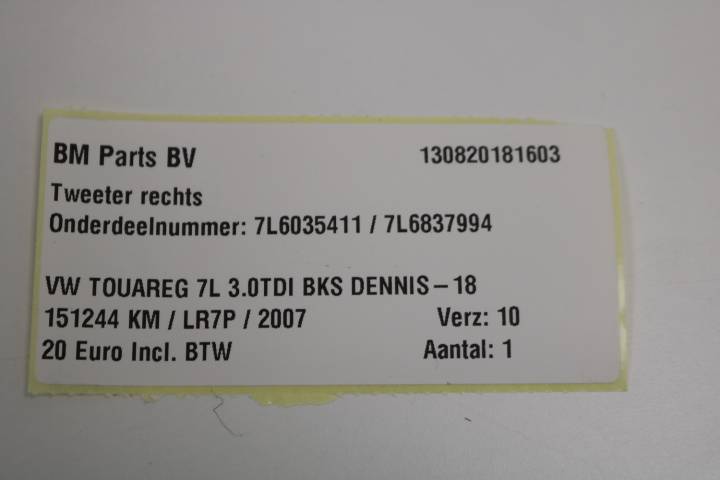 BM Parts BV 130820181603
Tweeter rechts
Onderdeelnummer: 7L6035411 / 7L6837994
VW TOUAREG 7L 3.0TDI BKS DENNIS – 18
151244 KM / LR7P / 2007 Verz: 10
20 Euro Incl. BTW Aantal: 1